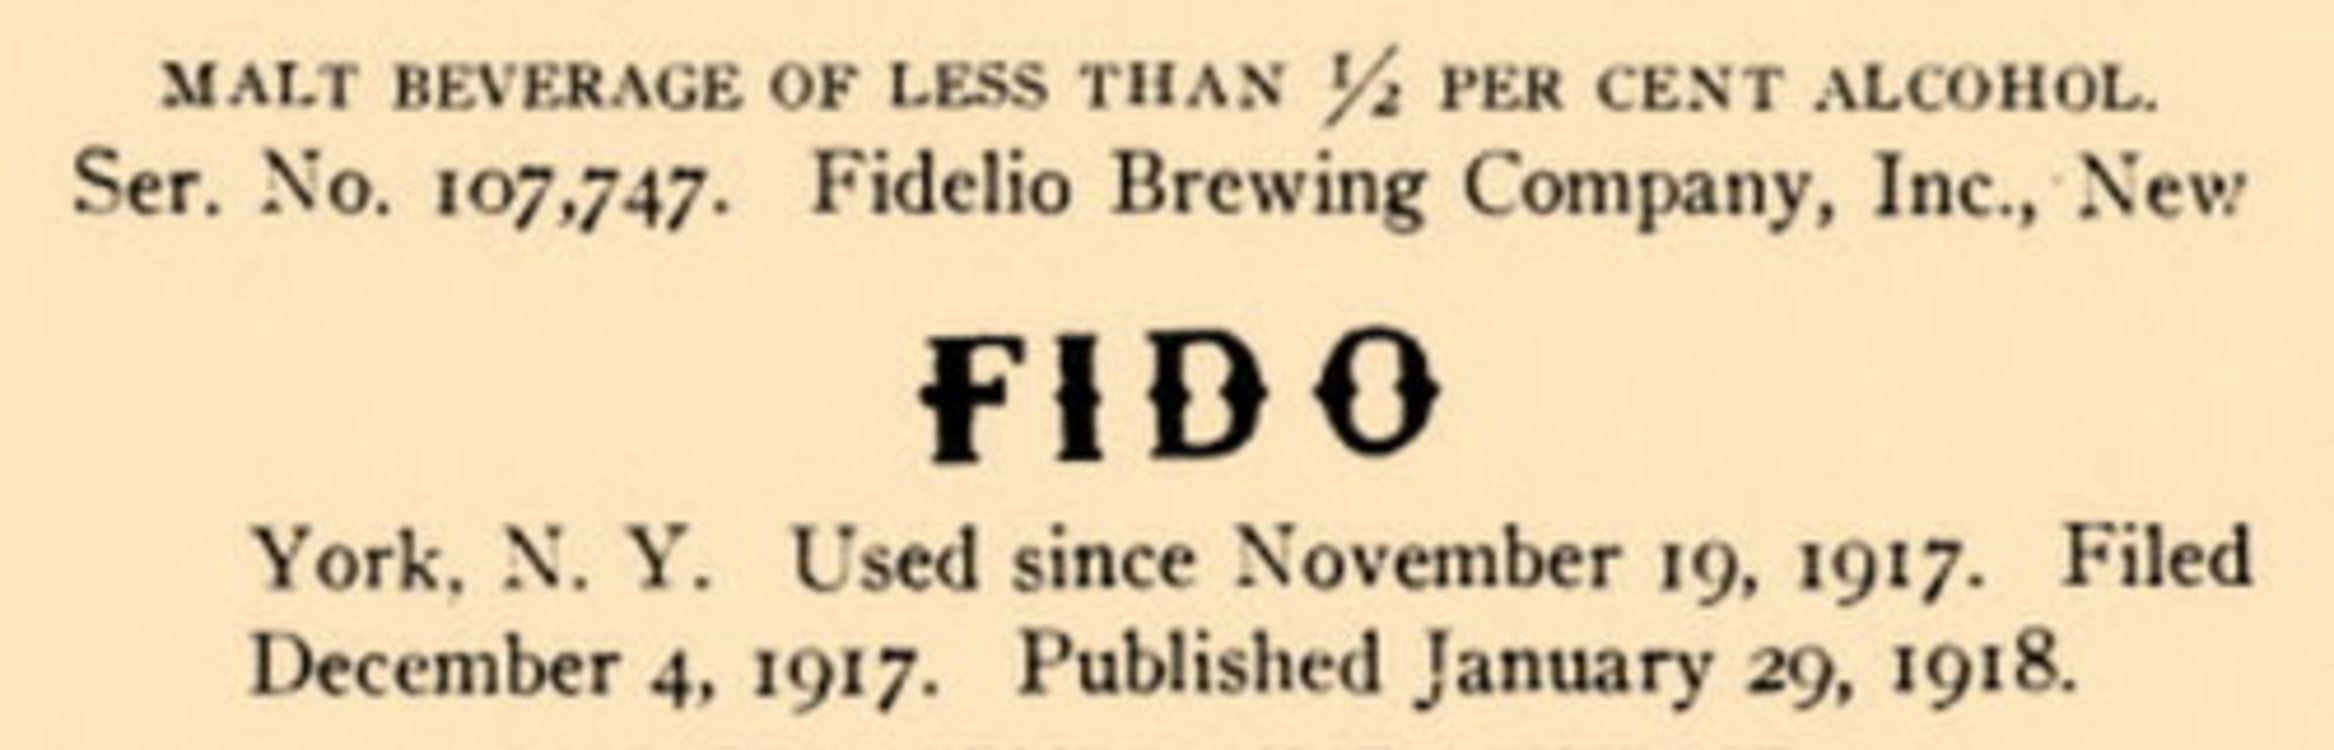 MALT BEVERAGE OF LESS THAN ½ PER CENT ALCOHOL.
Ser. No. 107,747. Fidelio Brewing Company, Inc., New
FIDO
York, N. Y. Used since November 19, 1917. Filed
December 4, 1917. Published January 29, 1918.